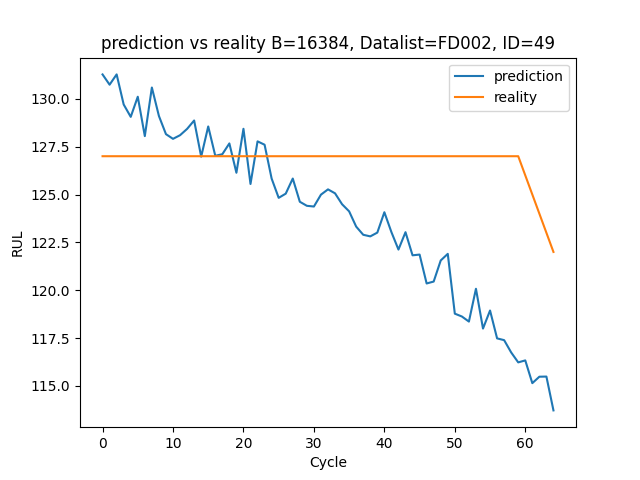 prediction vs reality B=16384, Datalist=FD002, ID=49
prediction
reality
130.0
127.5
125.0
122.5
120.0
117.5
115.0
RUL
0 10 20 30 40 50 60
Cycle